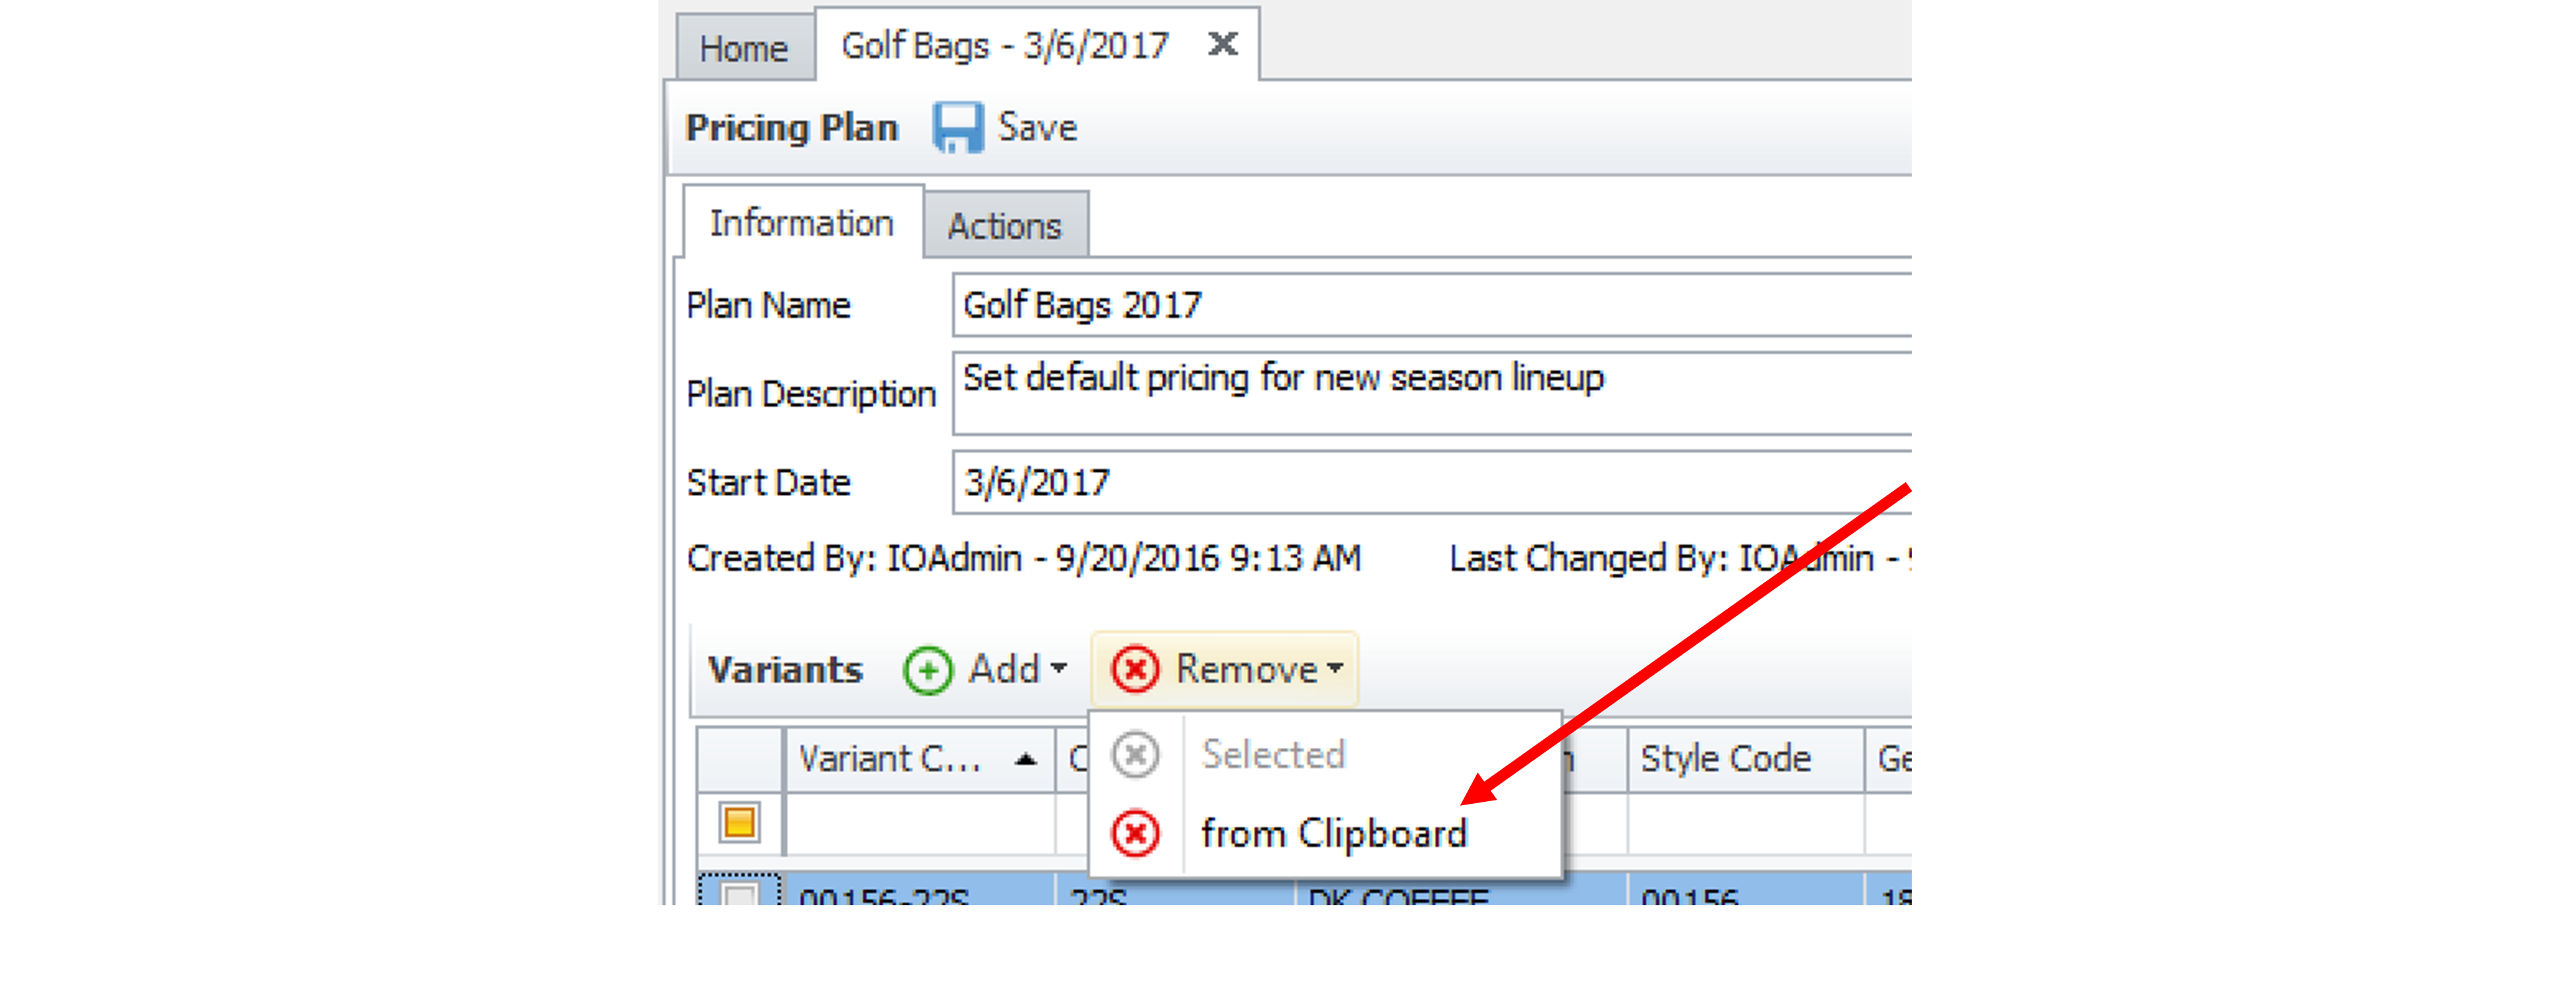 Home Golf Bags - 3/6/2017
Pricing Plan Save
Information Actions
Plan Name Golf Bags 2017
Plan Description Set default pricing for new season lineup
Start Date 3/6/2017
Created By: IOAdmin - 9/20/2016 9:13 AM Last Changed By: IOAdmin -
Variants Add Remove
Variant C... Style Code
Selected
from Clipboard
00156-22S 22S DK COFFEE 00156 18